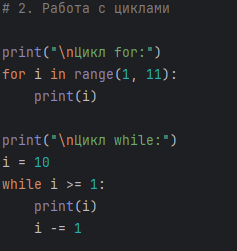 # 2. Работа с циклами
print("\nЦикл for:")
for i in range(1, 11):
    print(i)
print("\nЦикл while:")
i = 10
while i >= 1:
    print(i)
    i -= 1